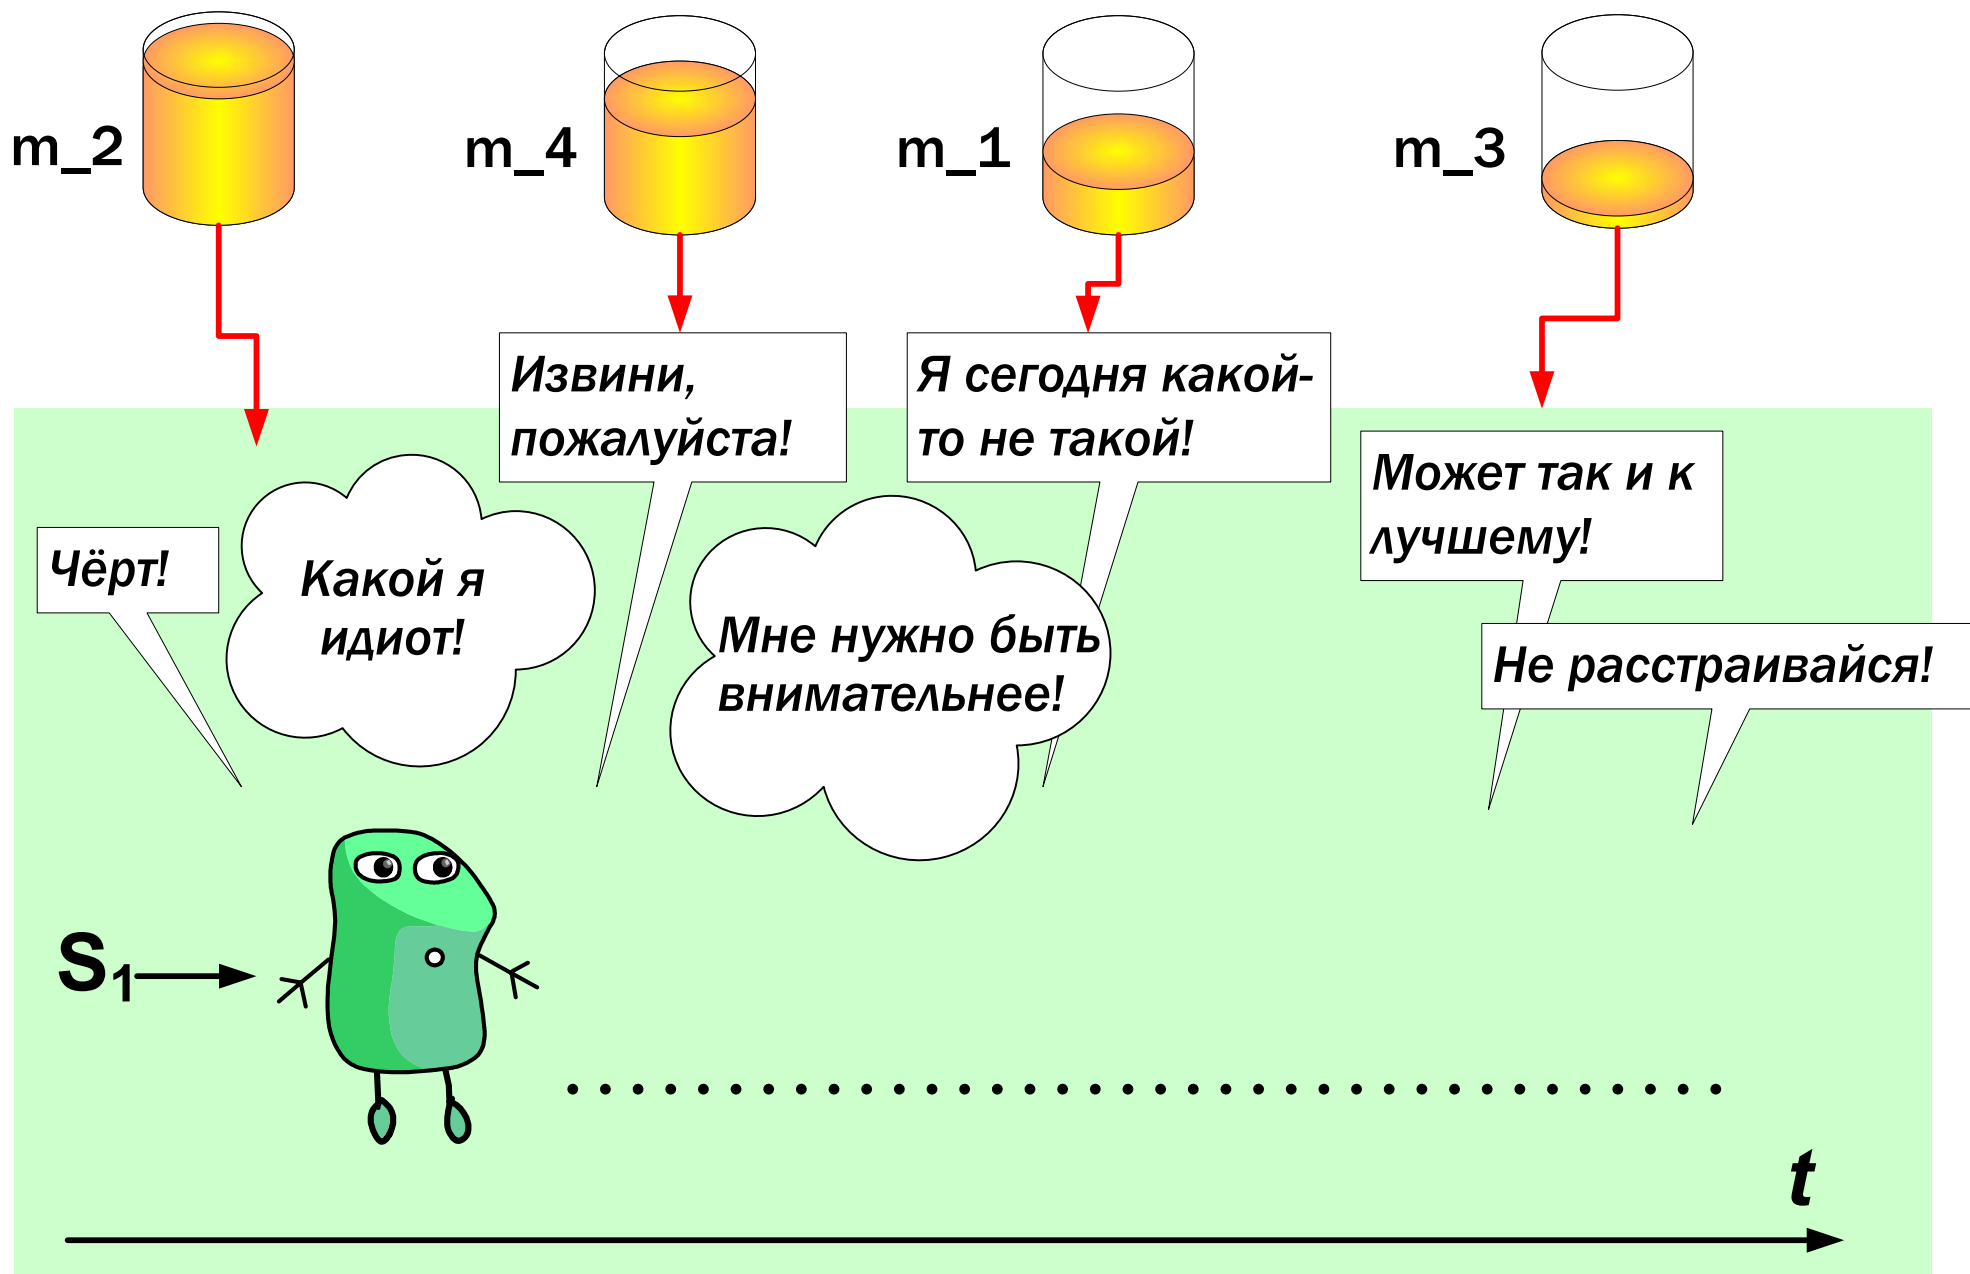 m_2
m_4
m_1
m_3
Извини,
пожалуйста!
Я сегодня какой-
то не такой!
Может так и к
лучшему!
Чёрт!
Какой я
идиот!
Мне нужно быть
внимательнее!
Не расстраивайся!
S₁
t